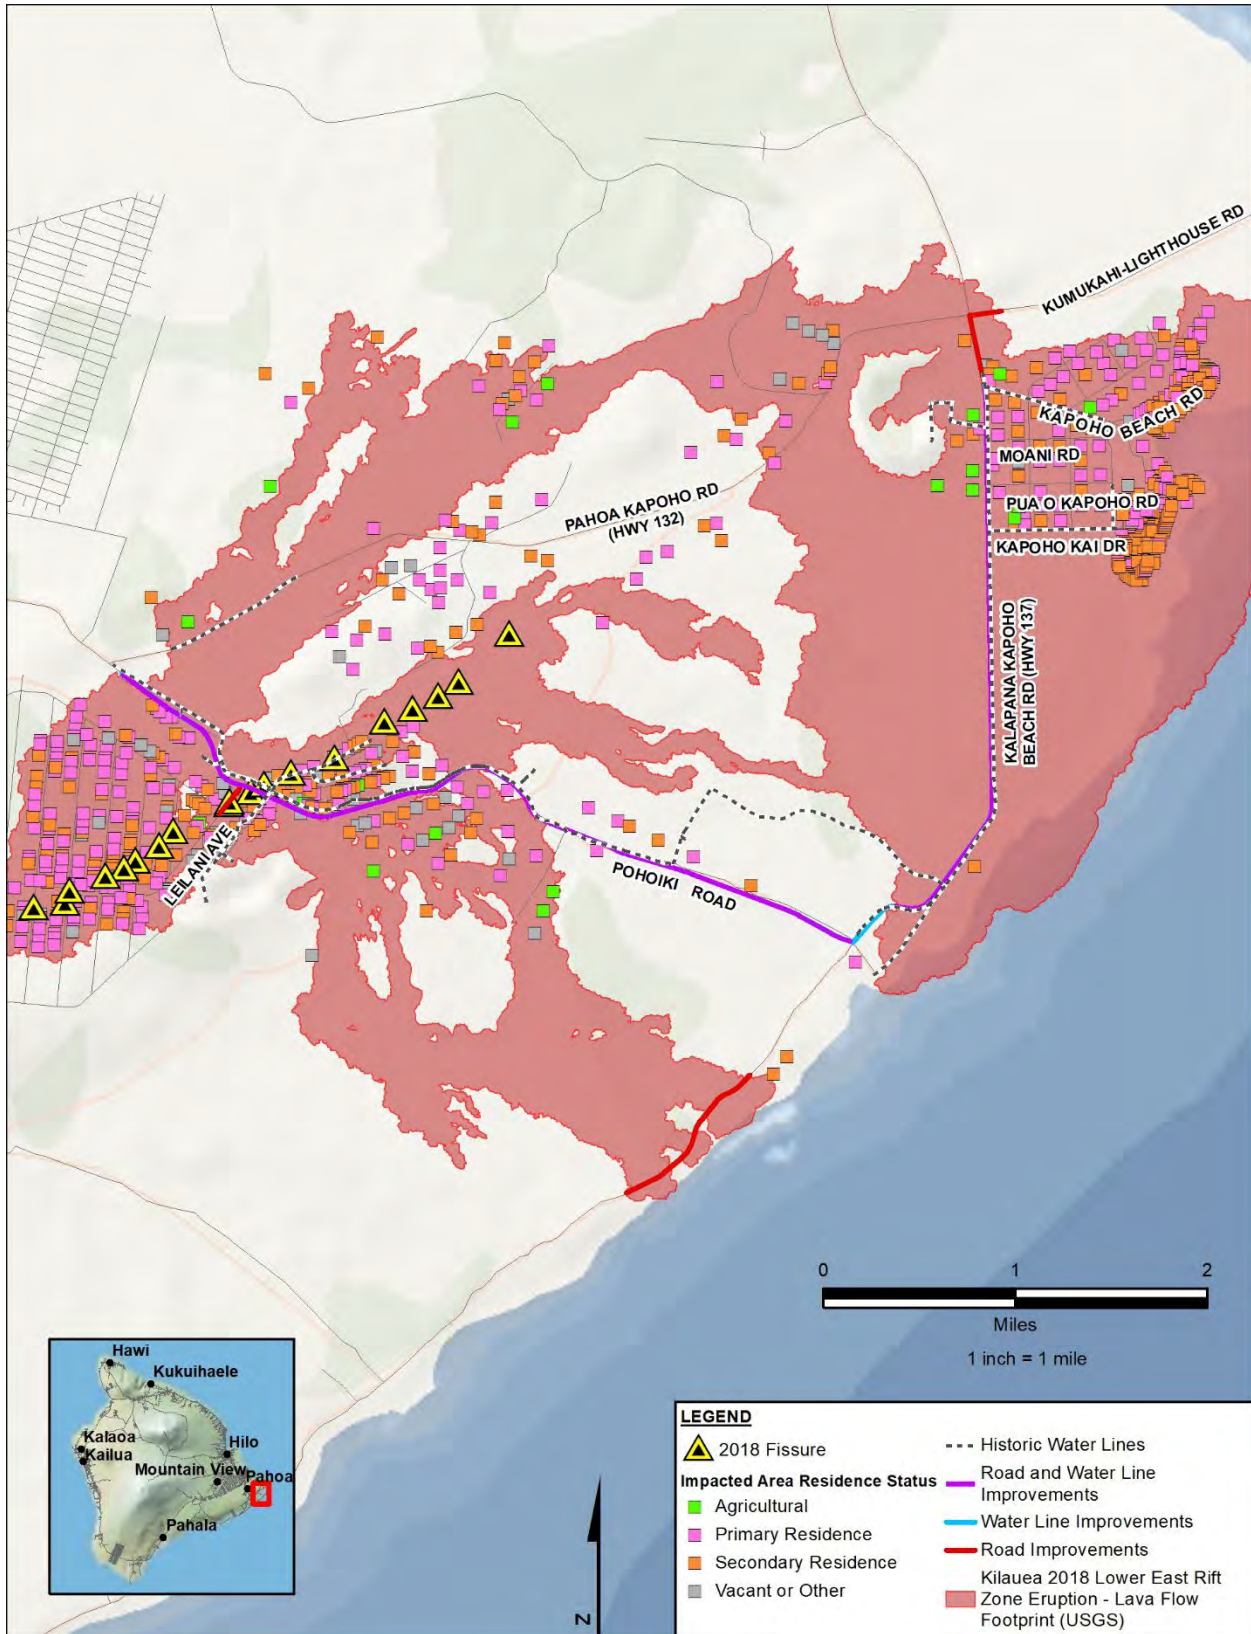 KUMUKAHI-LIGHTHOUSE RD
KAPOHO BEACH RD
MOANI RD
PUA O KAPOHO RD
KAPOHO KAI DR
PAHOA KAPOHO RD
(HWY 132)
KALAPANA KAPOHO
BEACH RD (HWY 137)
LEILANI AVE
POHOIKI ROAD
0 1 2
Miles
1 inch = 1 mile
Hawi
Kukuihaele
Kalaoa
Kailua
Hilo
Mountain View
Pahoa
Pahala
N
LEGEND
2018 Fissure
Impacted Area Residence Status
Agricultural
Primary Residence
Secondary Residence
Vacant or Other
Historic Water Lines
Road and Water Line
Improvements
Water Line Improvements
Road Improvements
Kilauea 2018 Lower East Rift
Zone Eruption - Lava Flow
Footprint (USGS)